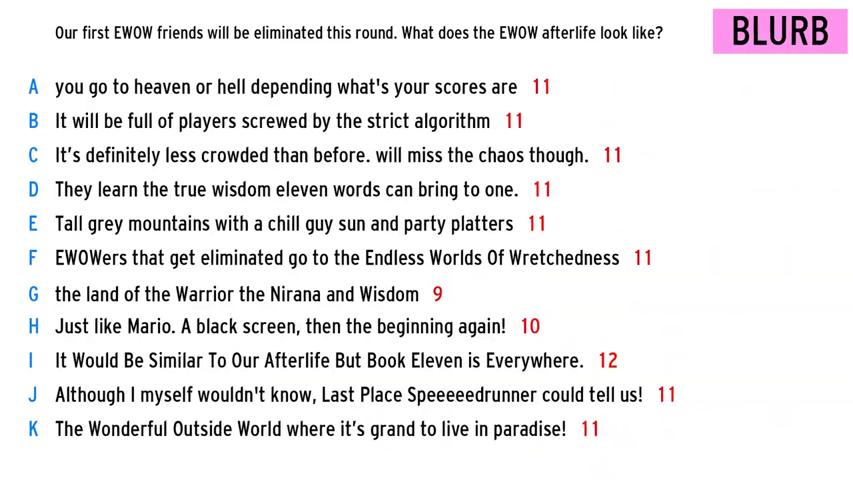 Our first EWOW friends will be eliminated this round. What does the EWOW afterlife look like?
BLURB
A you go to heaven or hell depending what's your scores are 11
B It will be full of players screwed by the strict algorithm 11
C It’s definitely less crowded than before. will miss the chaos though. 11
D They learn the true wisdom eleven words can bring to one. 11
E Tall grey mountains with a chill guy sun and party platters 11
F EWOWers that get eliminated go to the Endless Worlds Of Wretchedness 11
G the land of the Warrior the Nirana and Wisdom 9
H Just like Mario. A black screen, then the beginning again! 10
I It Would Be Similar To Our Afterlife But Book Eleven is Everywhere. 12
J Although I myself wouldn't know, Last Place Speeeeedrunner could tell us! 11
K The Wonderful Outside World where it’s grand to live in paradise! 11